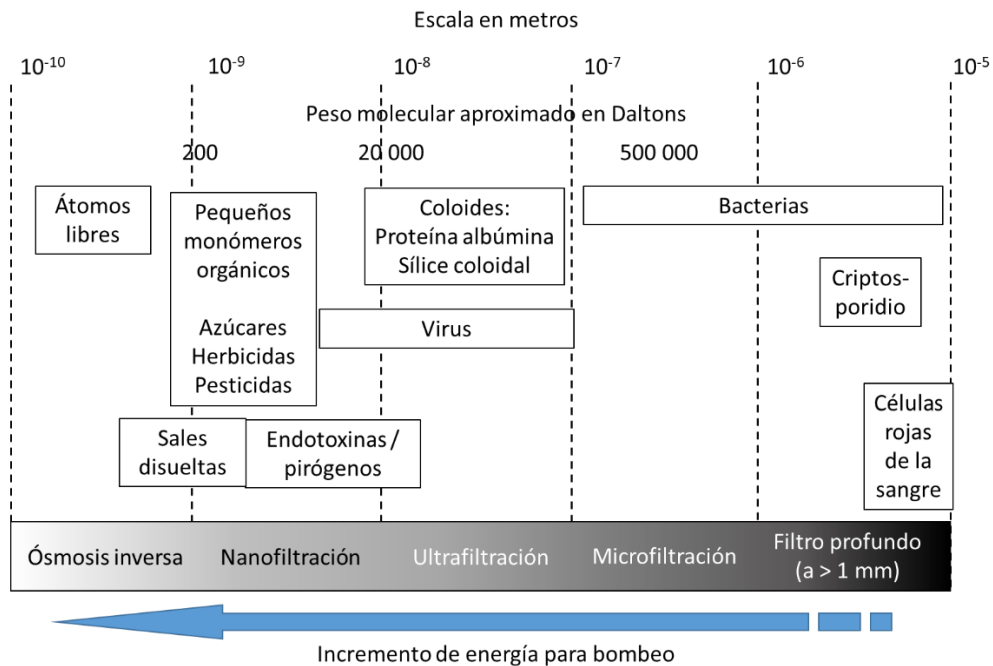 Escala en metros
10-10 10-9 10-8 10-7 10-6 10-5
Peso molecular aproximado en Daltons
200 20 000 500 000
Átomos
libres
Pequeños
monómeros
orgánicos
Azúcares
Herbicidas
Pesticidas
Coloides:
Proteína albúmina
Sílice coloidal
Bacterias
Criptos-
poridio
Virus
Sales
disueltas
Endotoxinas /
pirógenos
Células
rojas
de la
sangre
Ósmosis inversa
Nanofiltración
Ultrafiltración
Microfiltración
Filtro profundo
(a > 1 mm)
Incremento de energía para bombeo